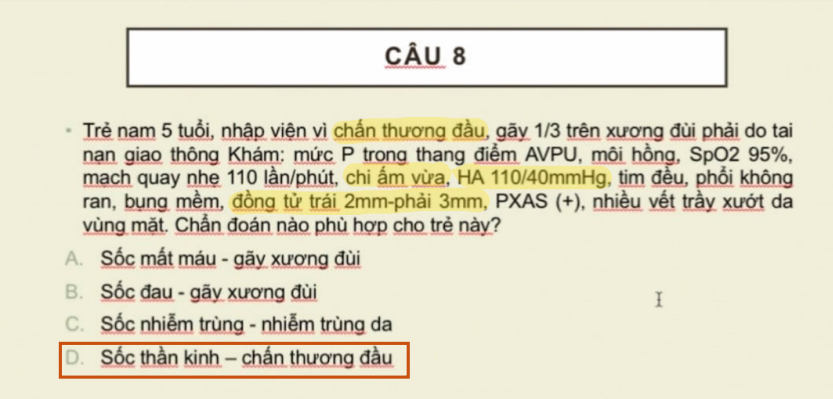 CÂU 8
• Trẻ nam 5 tuổi, nhập viện vì chấn thương đầu, gãy 1/3 trên xương đùi phải do tai
nạn giao thông Khám: mức P trong thang điểm AVPU, môi hồng, SpO2 95%,
mạch quay nhẹ 110 lần/phút, chi ấm vừa, HA 110/40mmHg, tim đều, phổi không
ran, bụng mềm, đồng tử trái 2mm-phải 3mm, PXAS (+), nhiều vết trầy xướt da
vùng mặt. Chẩn đoán nào phù hợp cho trẻ này?
A. Sốc mất máu - gãy xương đùi
B. Sốc đau - gãy xương đùi
C. Sốc nhiễm trùng - nhiễm trùng da
D. Sốc thần kinh – chấn thương đầu